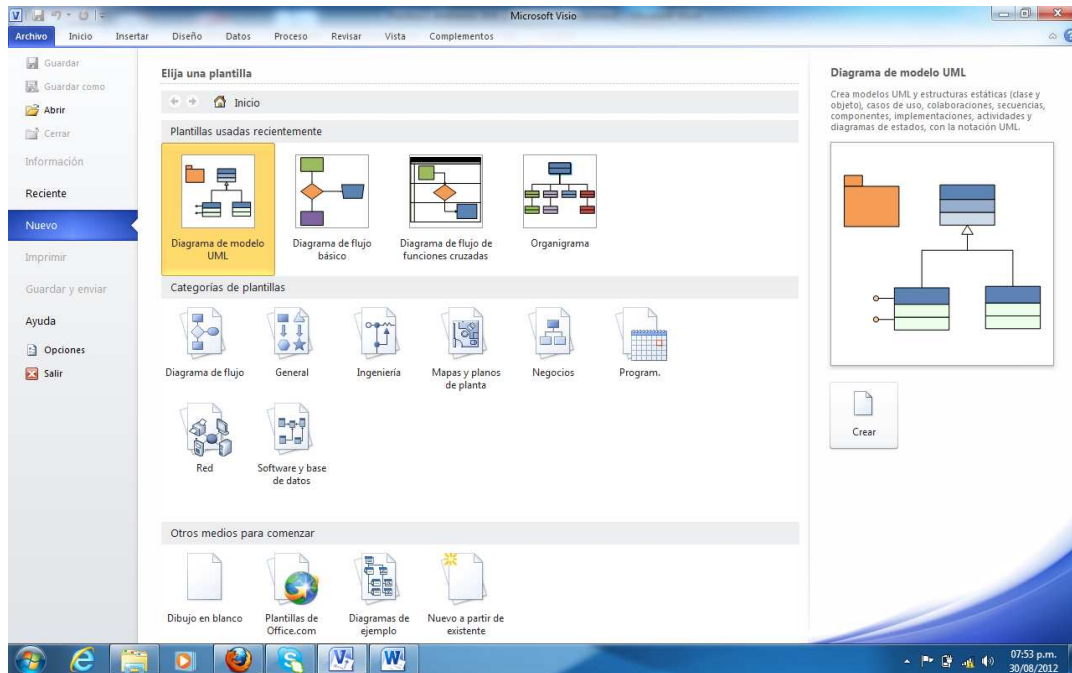 Microsoft Visio
Archivo Inicio Insertar Diseño Datos Proceso Revisar Vista Complementos
Guardar
Guardar como
Abrir
Cerrar
Información
Reciente
Nuevo
Imprimir
Guardar y enviar
Ayuda
Opciones
Salir
Elija una plantilla
Inicio
Plantillas usadas recientemente
Diagrama de modelo
UML
Diagrama de flujo
básico
Diagrama de flujo de
funciones cruzadas
Organigrama
Categorías de plantillas
Diagrama de flujo
General
Ingeniería
Mapas y planos
de planta
Negocios
Program.
Red
Software y base
de datos
Otros medios para comenzar
Dibujo en blanco
Plantillas de
Office.com
Diagramas de
ejemplo
Nuevo a partir de
existente
Diagrama de modelo UML
Crea modelos UML y estructuras estáticas (clase y
objeto), casos de uso, colaboraciones, secuencias,
componentes, implementaciones, actividades y
diagramas de estados, con la notación UML.
Crear
07:53 p.m.
30/08/2012